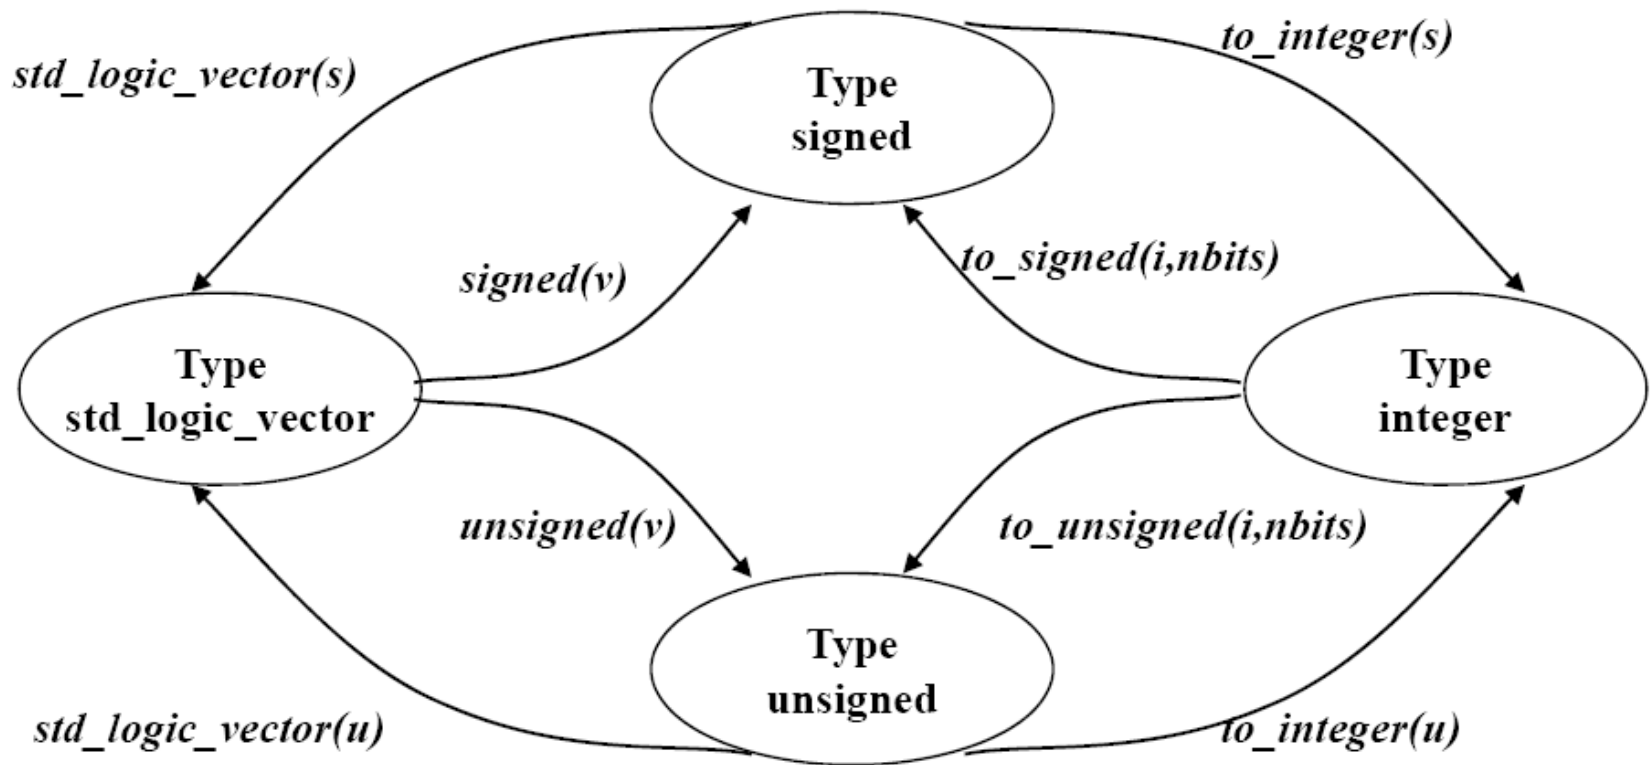 to_integer(s)
std_logic_vector(s)
Type
signed
to_signed(i,nbits)
signed(v)
Type
std_logic_vector
Type
integer
unsigned(v)
to_unsigned(i,nbits)
Type
unsigned
std_logic_vector(u)
to_integer(u)